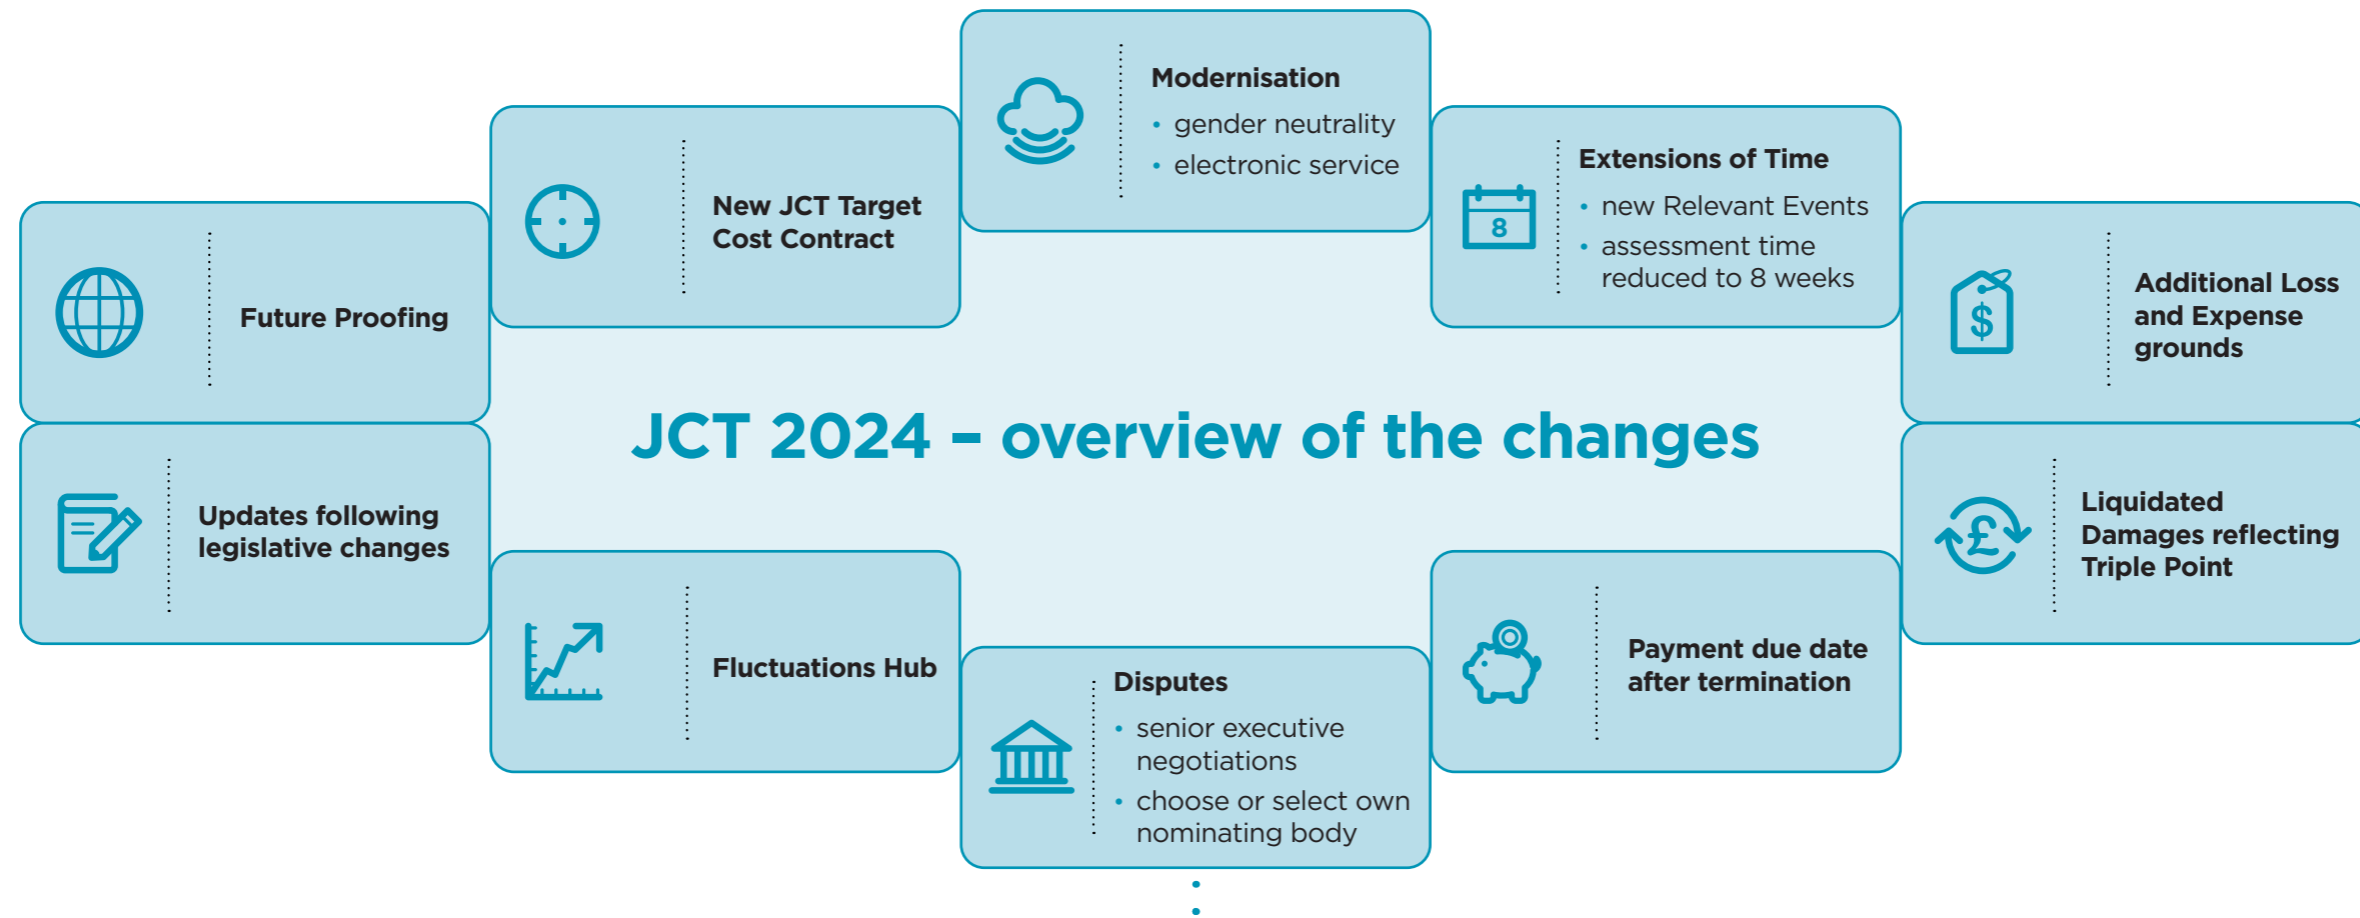 Modernisation
• gender neutrality
• electronic service
New JCT Target
Cost Contract
Extensions of Time
• new Relevant Events
• assessment time
reduced to 8 weeks
8
Future Proofing
Additional Loss
and Expense
grounds
$
JCT 2024 – overview of the changes
Updates following
legislative changes
Liquidated
Damages reflecting
Triple Point
£
Fluctuations Hub
Disputes
• senior executive
negotiations
• choose or select own
nominating body
Payment due date
after termination